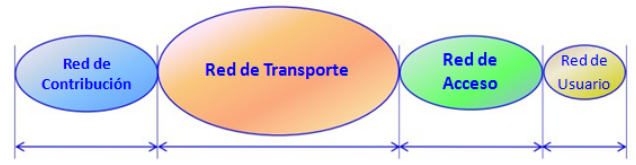 Red de
Contribución
Red de Transporte
Red de
Acceso
Red de
Usuario